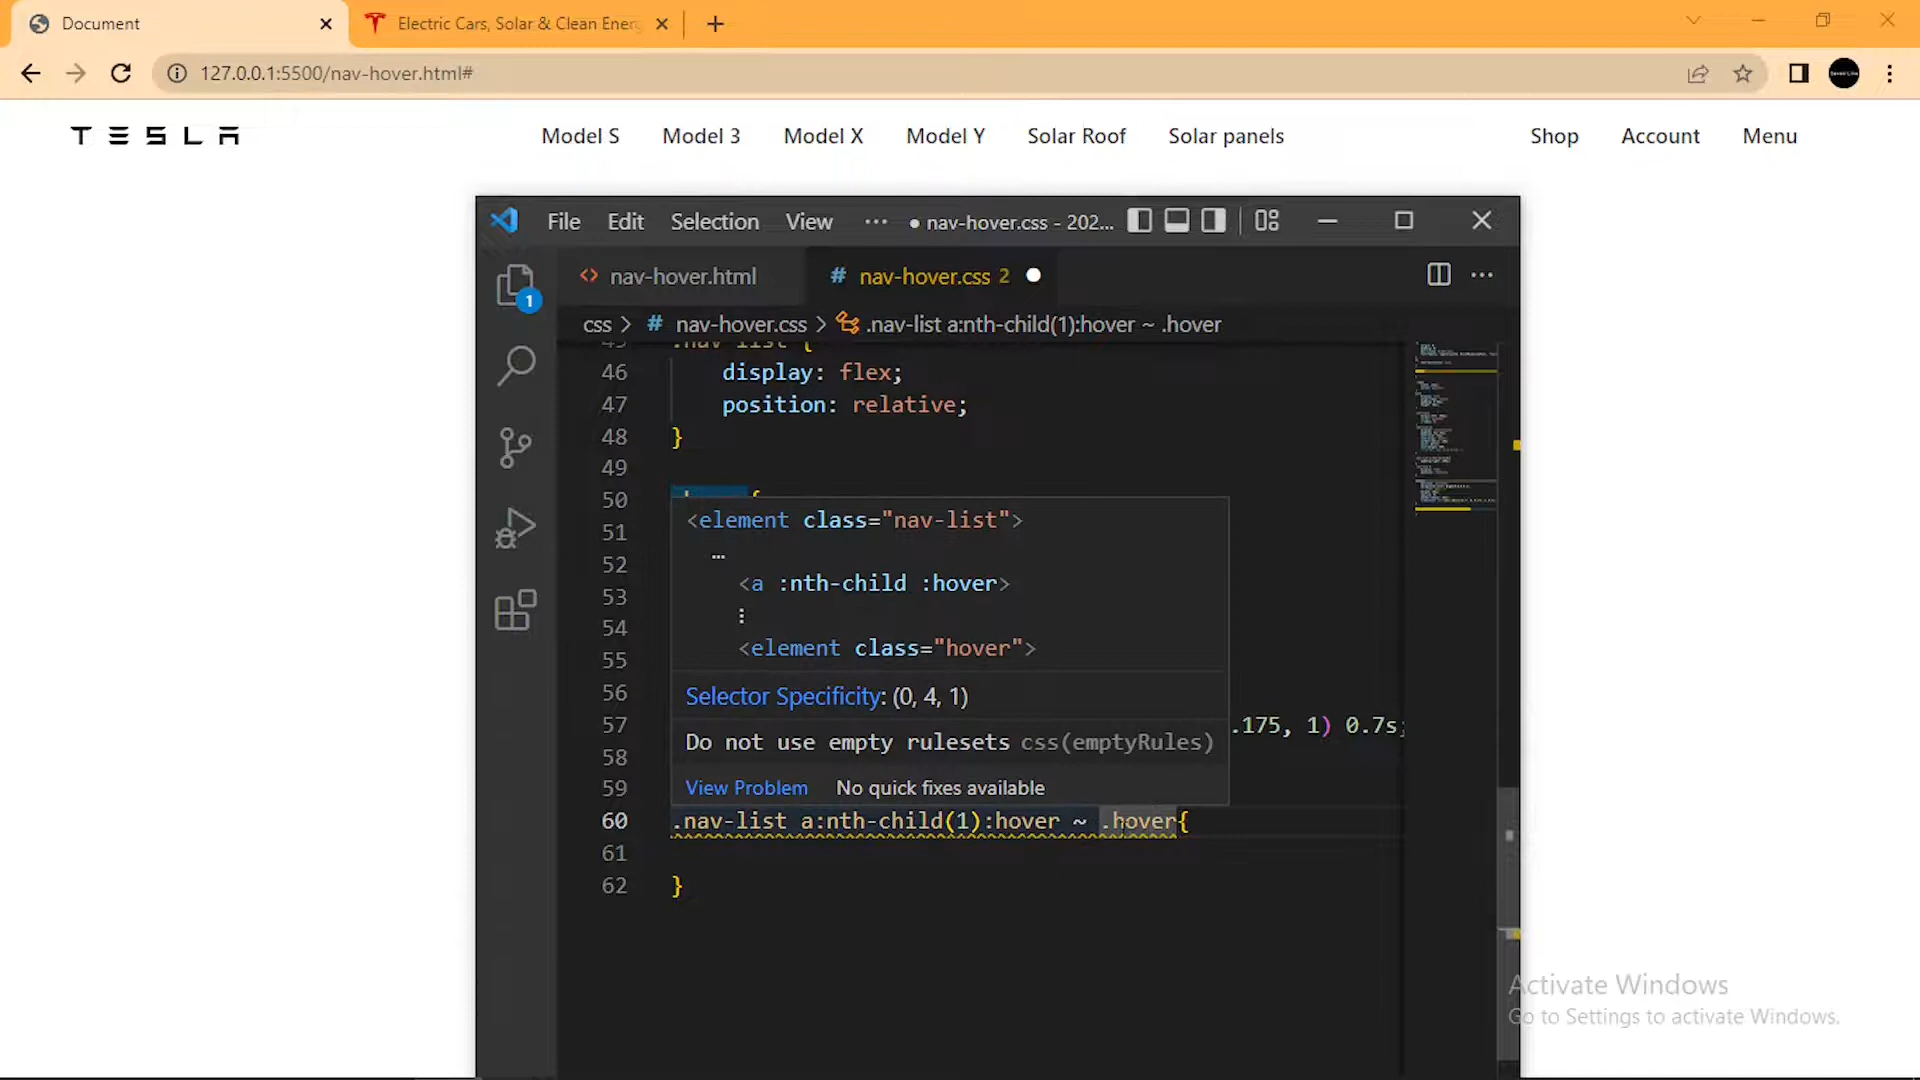 Document
Electric Cars, Solar & Clean Energ
127.0.0.1:5500/nav-hover.html#
TESLA
Model S
Model 3
Model X
Model Y
Solar Roof
Solar panels
Shop
Account
Menu
File
Edit
Selection
View
● nav-hover.css - 202...
nav-hover.html
# nav-hover.css 2
1
css > # nav-hover.css > .nav-list a:nth-child(1):hover ~ .hover
45 .nav-list {
46 display: flex;
47 position: relative;
48 }
49
50 {
51
52
53
54
55
56
57 .175, 1) 0.7s;
58
59
<element class="nav-list">
…
<a :nth-child :hover>
⋮
<element class="hover">
Selector Specificity: (0, 4, 1)
Do not use empty rulesets css(emptyRules)
View Problem
No quick fixes available
60 .nav-list a:nth-child(1):hover ~ .hover{
61
62 }
Activate Windows
Go to Settings to activate Windows.